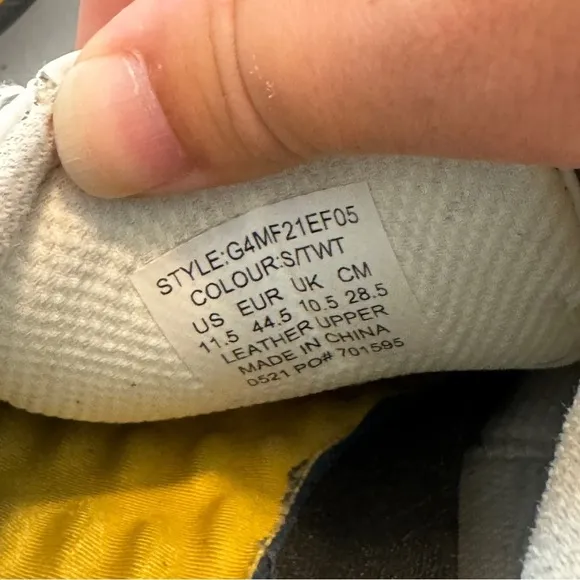 STYLE:G4MF21EF05
COLOUR:S/TWT
US EUR UK CM
11.5 44.5 10.5 28.5
LEATHER UPPER
MADE IN CHINA
0521 PO# 701595